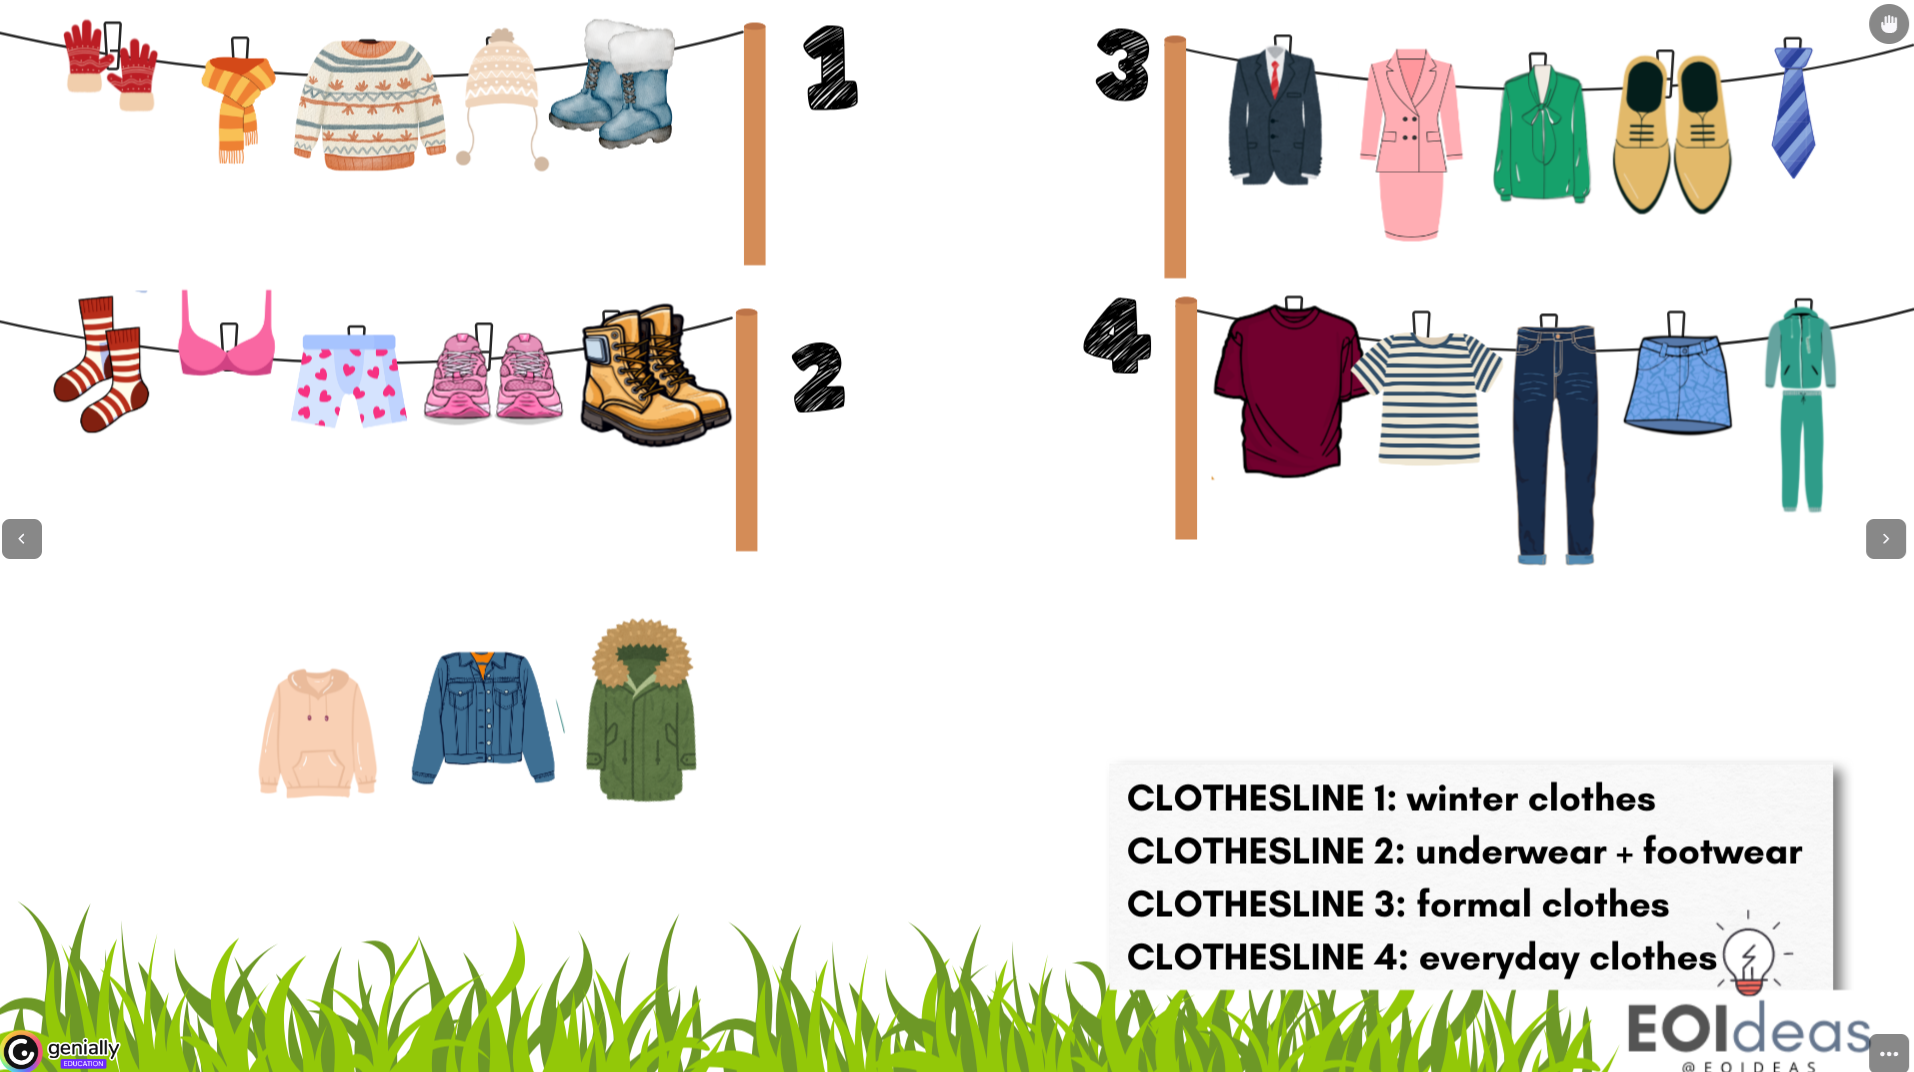 1
3
2
4
CLOTHESLINE 1: winter clothes
CLOTHESLINE 2: underwear + footwear
CLOTHESLINE 3: formal clothes
CLOTHESLINE 4: everyday clothes
EOIdeas
@EOIDEAS
genially
EDUCATION